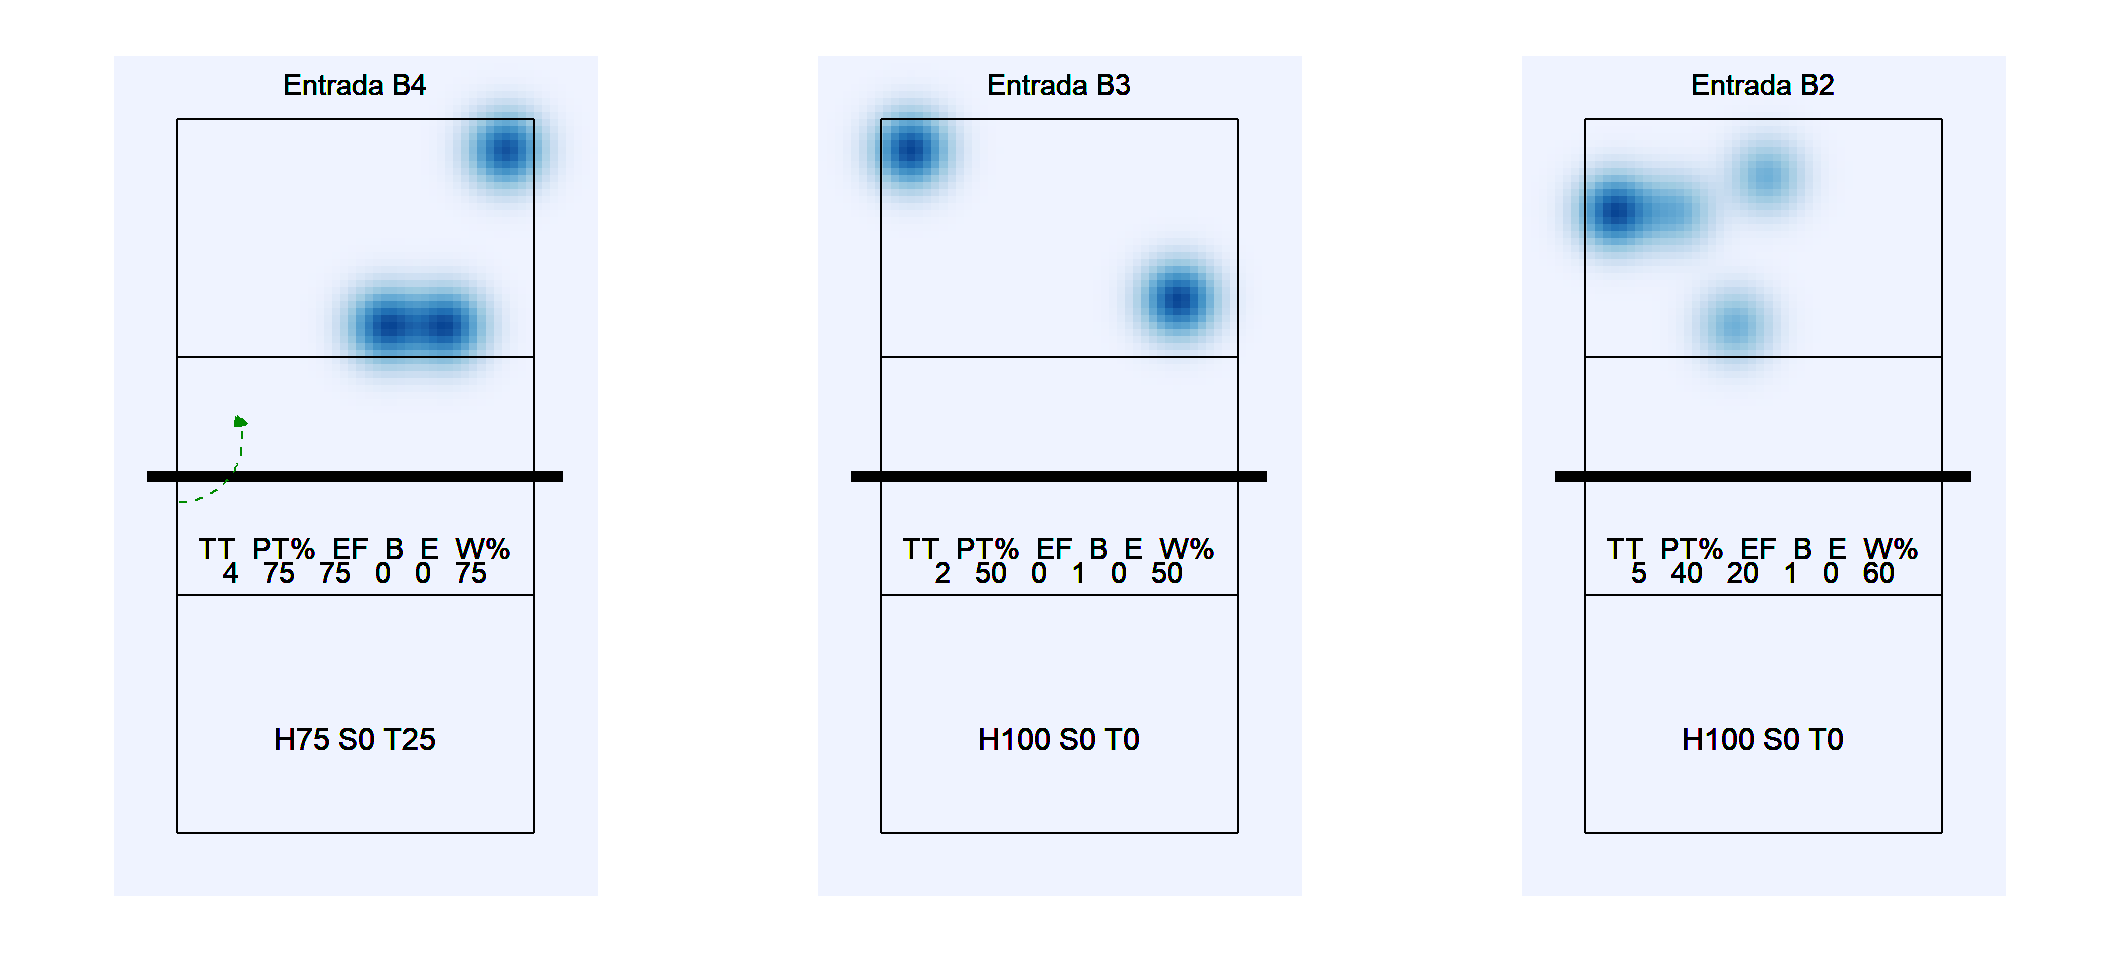 Entrada B4
TT PT% EF B E W%
4 75 75 0 0 75
H75 S0 T25
Entrada B3
TT PT% EF B E W%
2 50 0 1 0 50
H100 S0 T0
Entrada B2
TT PT% EF B E W%
5 40 20 1 0 60
H100 S0 T0